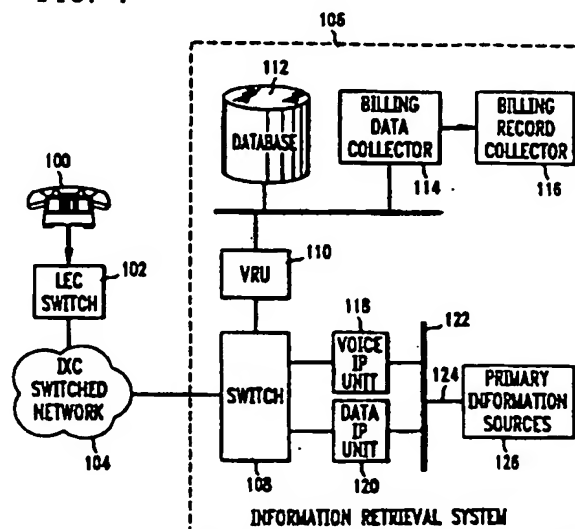 106
112
DATABASE
BILLING
DATA
COLLECTOR
114
BILLING
RECORD
COLLECTOR
116
100
102
LEC
SWITCH
VRU
110
IXC
SWITCHED
NETWORK
104
SWITCH
108
118
VOICE
IP
UNIT
DATA
IP
UNIT
120
122
124
PRIMARY
INFORMATION
SOURCES
126
INFORMATION RETRIEVAL SYSTEM